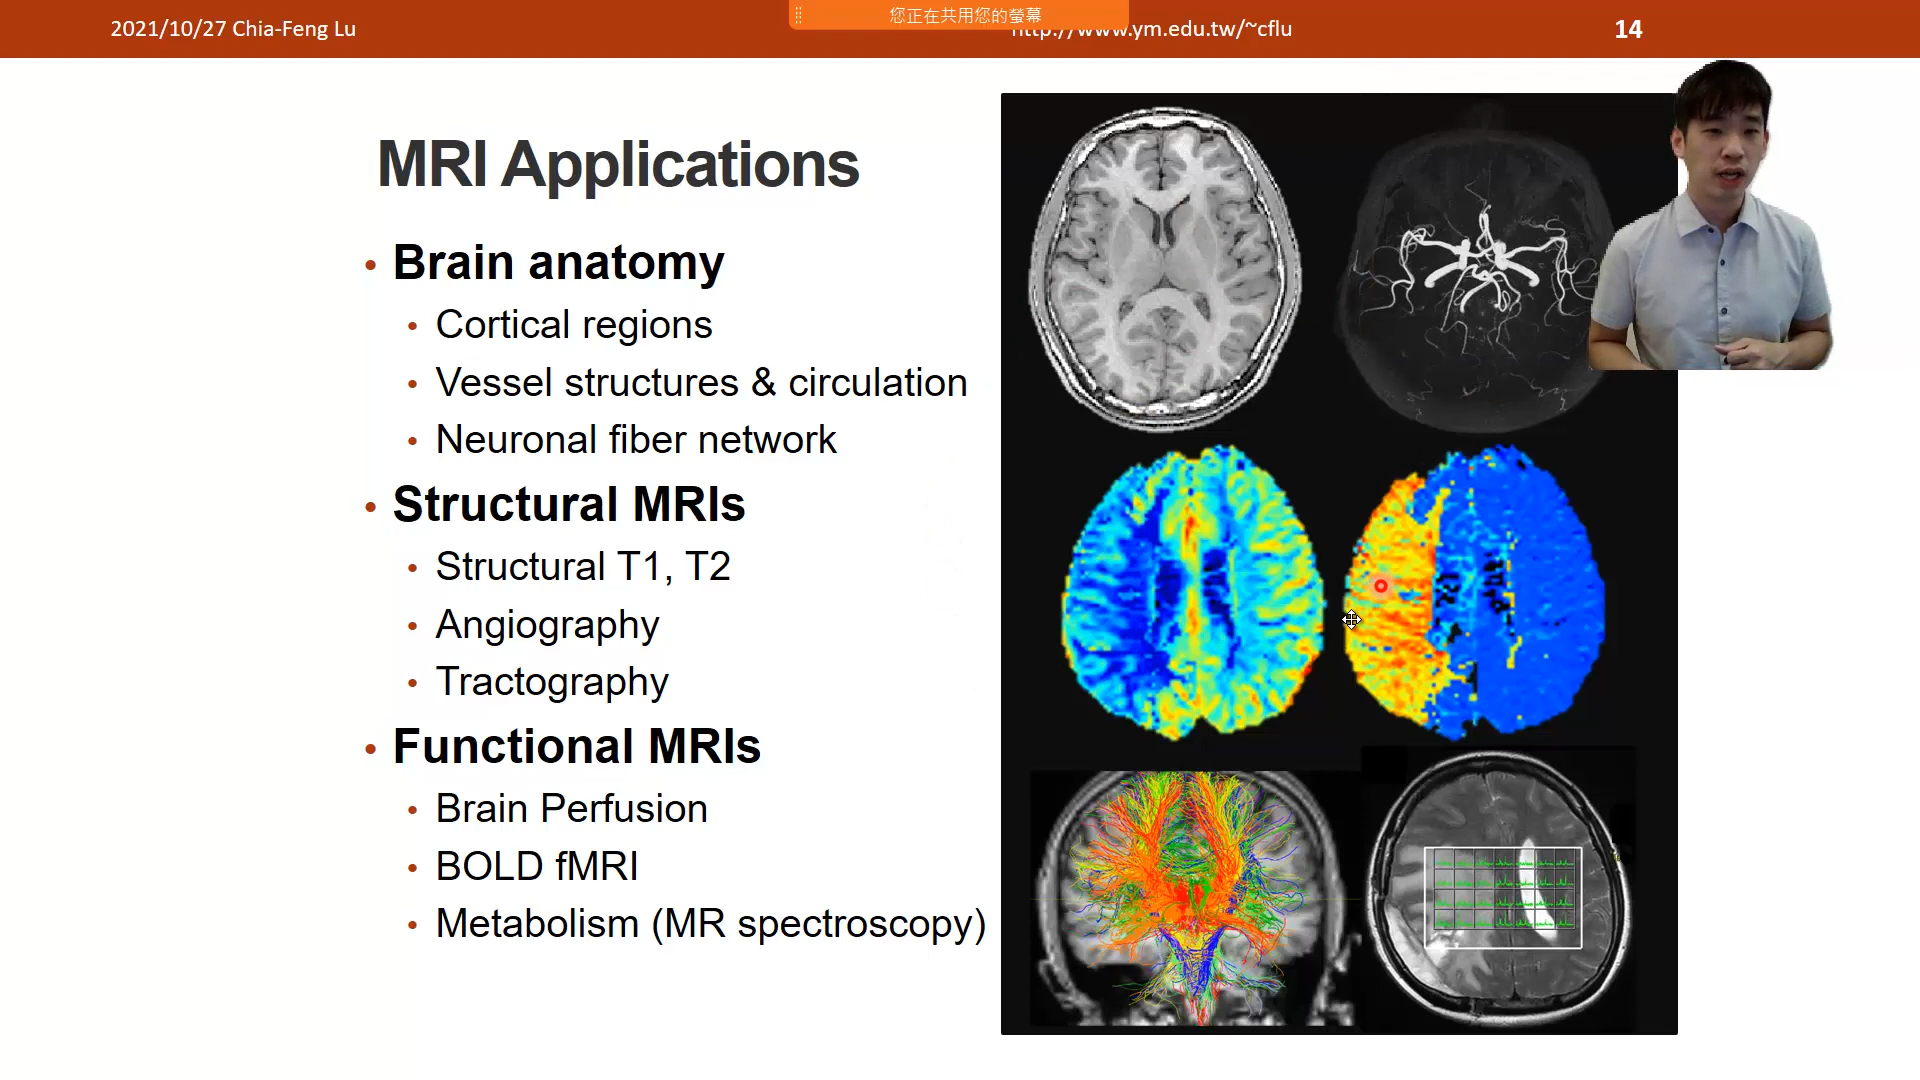 2021/10/27 Chia-Feng Lu
您正在共用您的螢幕
http://www.ym.edu.tw/~cflu
14
MRI Applications
• Brain anatomy
• Cortical regions
• Vessel structures & circulation
• Neuronal fiber network
• Structural MRIs
• Structural T1, T2
• Angiography
• Tractography
• Functional MRIs
• Brain Perfusion
• BOLD fMRI
• Metabolism (MR spectroscopy)